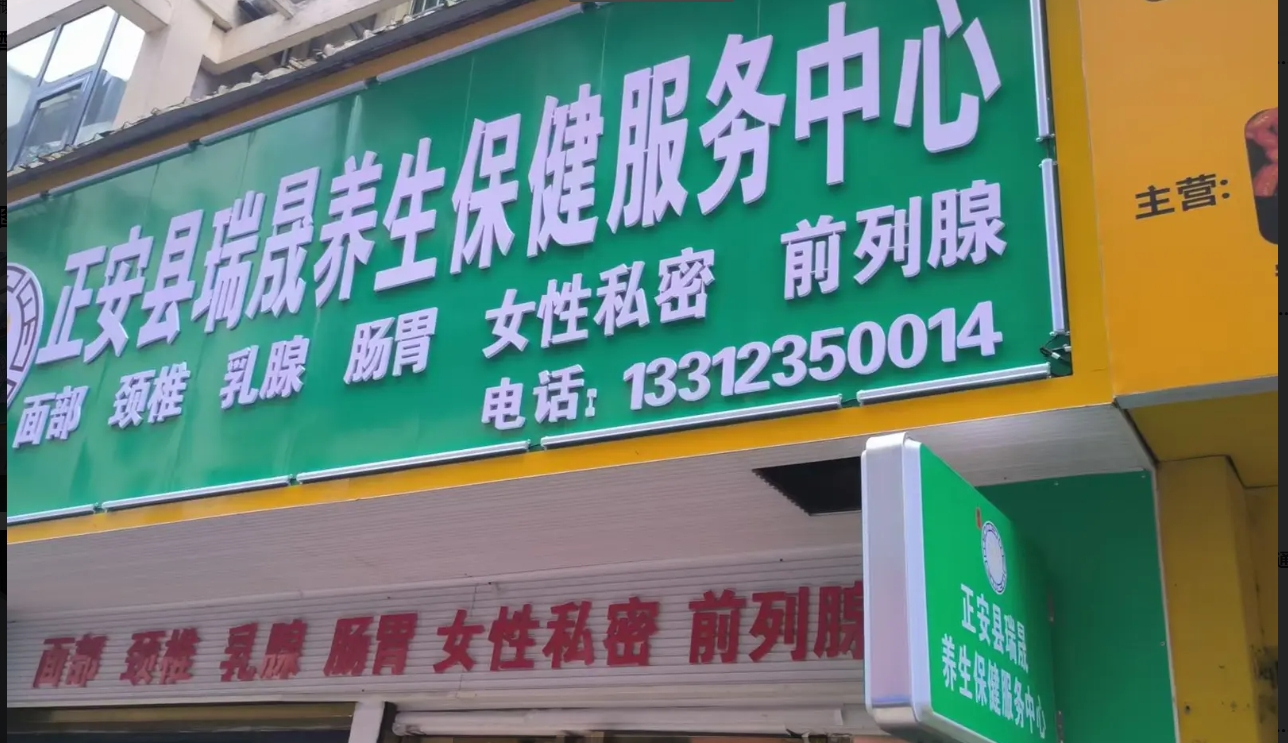 正安县瑞晟养生保健服务中心
面部 颈椎 乳腺 肠胃 女性私密 前列腺
电话: 13312350014
主营:
面部 颈椎 乳腺 肠胃 女性私密 前列腺
正安县瑞晟
养生保健服务中心